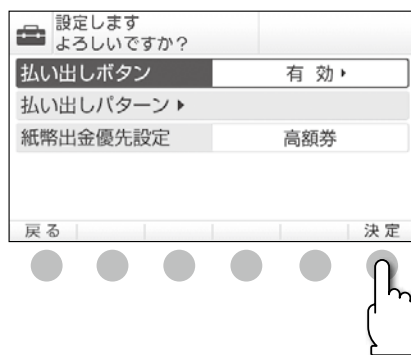 設定します
よろしいですか？
払い出しボタン 有 効▸
払い出しパターン▸
紙幣出金優先設定 高額券
戻る 決定